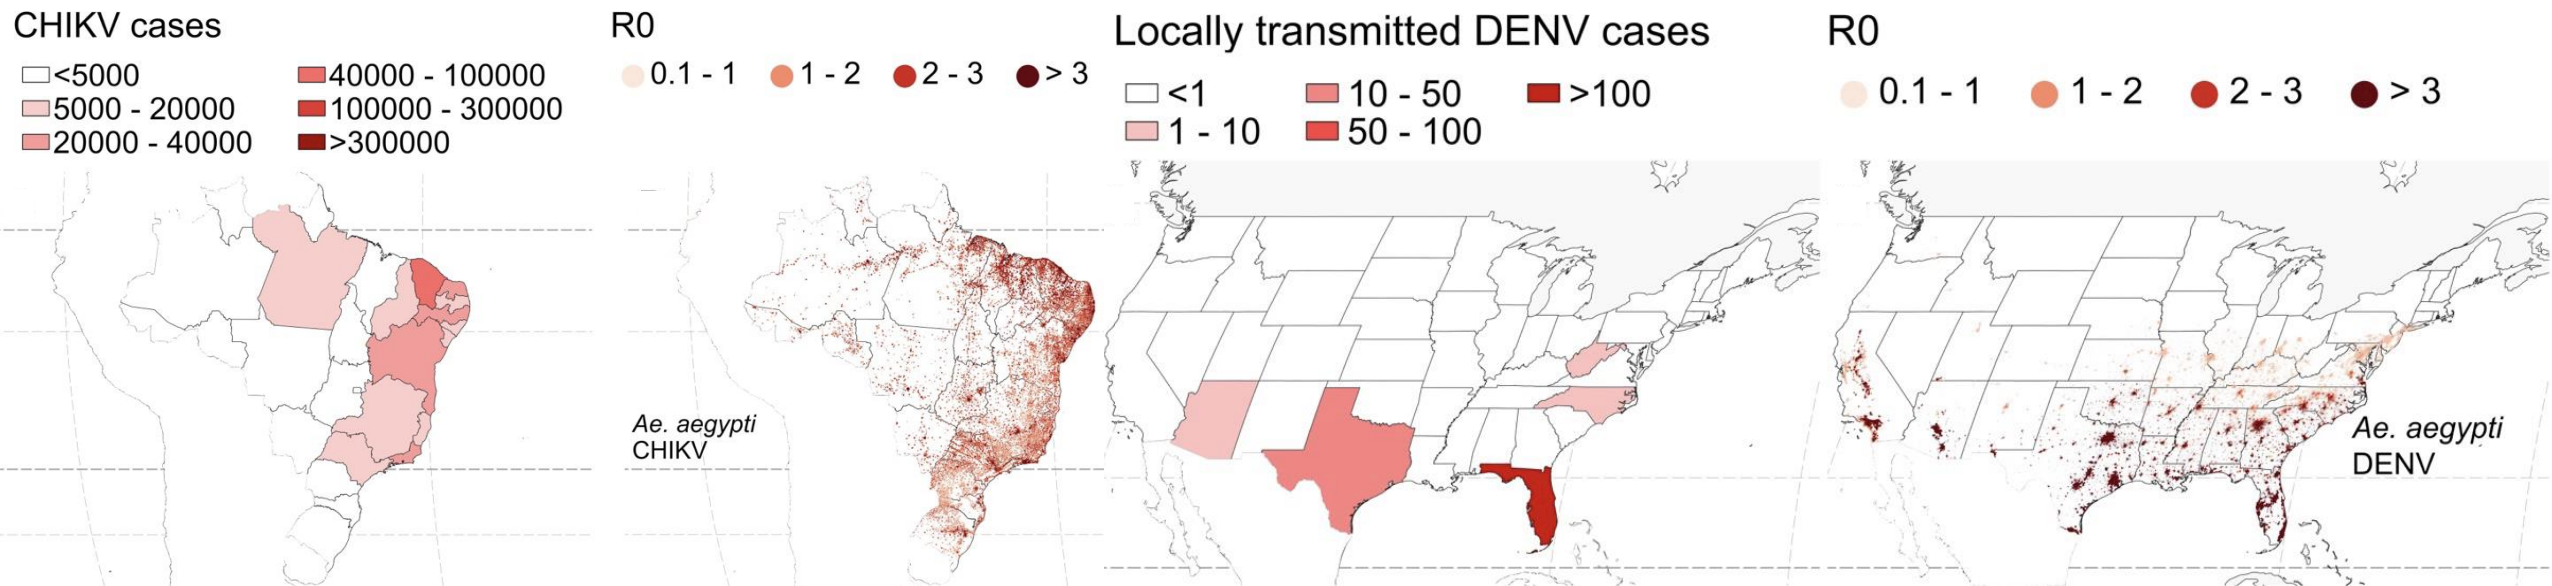 CHIKV cases
<5000
40000 - 100000
5000 - 20000
100000 - 300000
20000 - 40000
>300000
R0
0.1 - 1
1 - 2
2 - 3
> 3
Ae. aegypti
CHIKV
Locally transmitted DENV cases
<1
10 - 50
>100
1 - 10
50 - 100
R0
0.1 - 1
1 - 2
2 - 3
> 3
Ae. aegypti
DENV